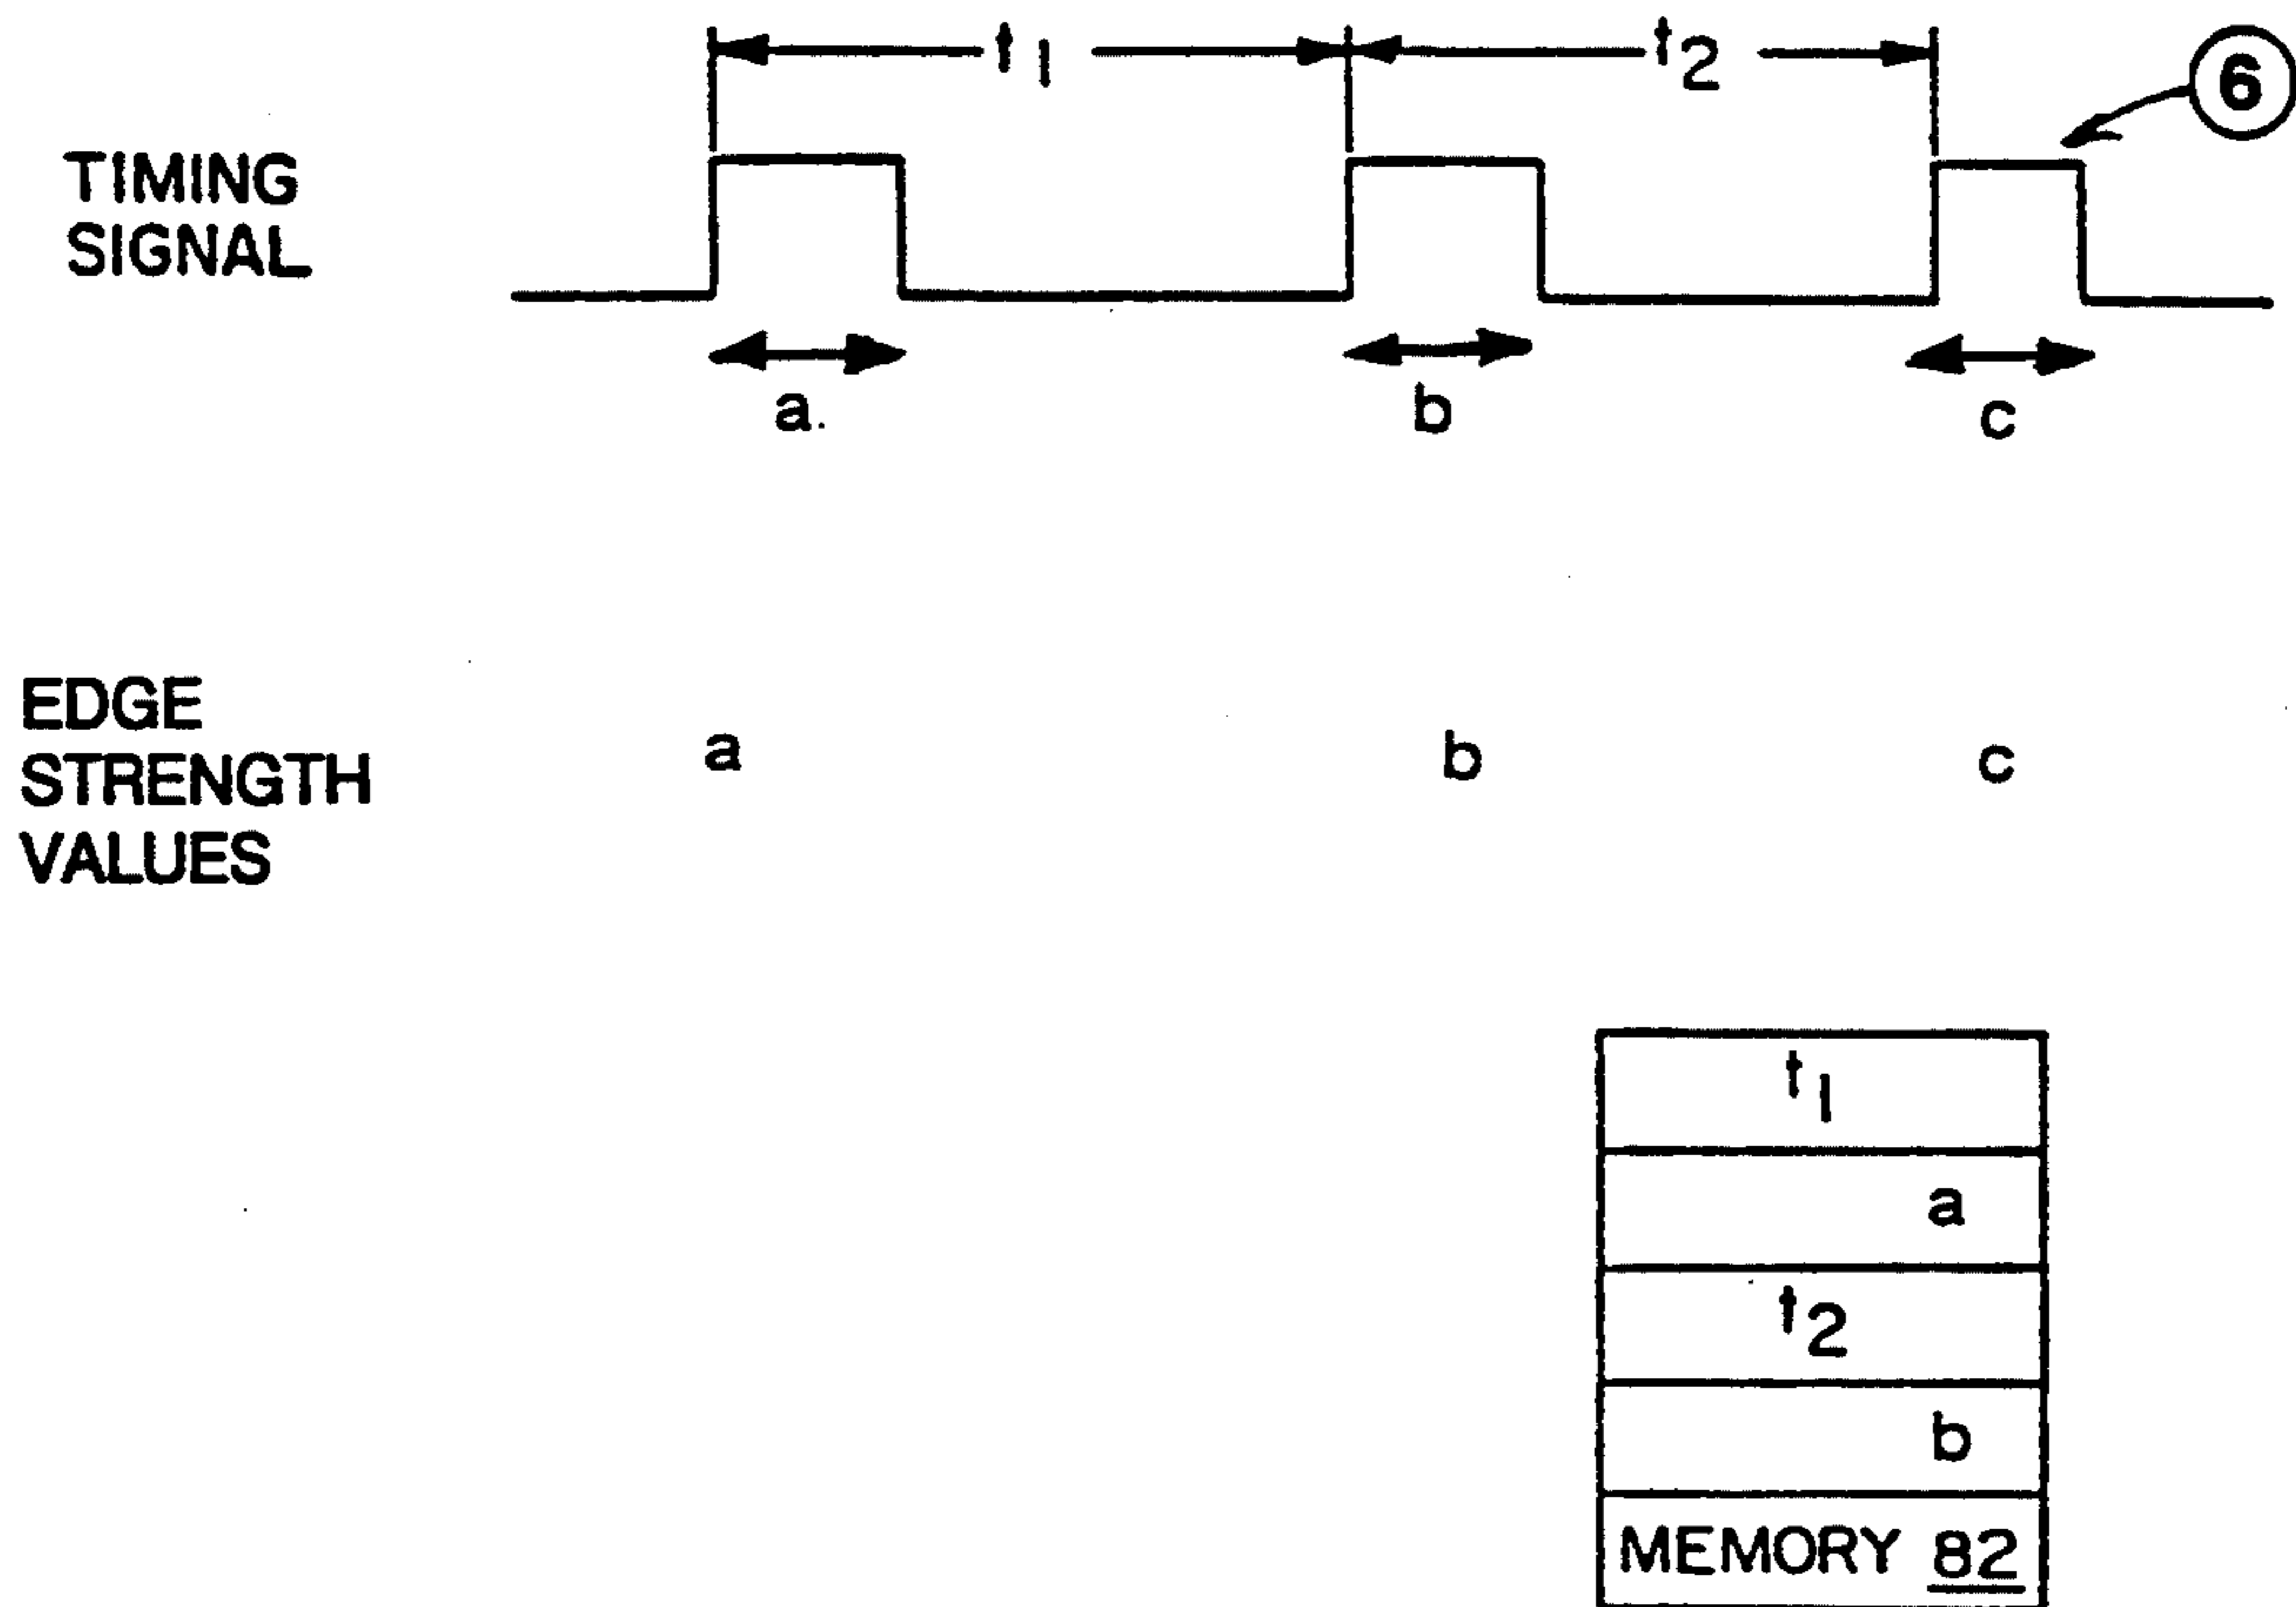 t1 t2 6
TIMING
SIGNAL
a. b c
EDGE
STRENGTH
VALUES
a b c
t1
a
t2
b
MEMORY 82